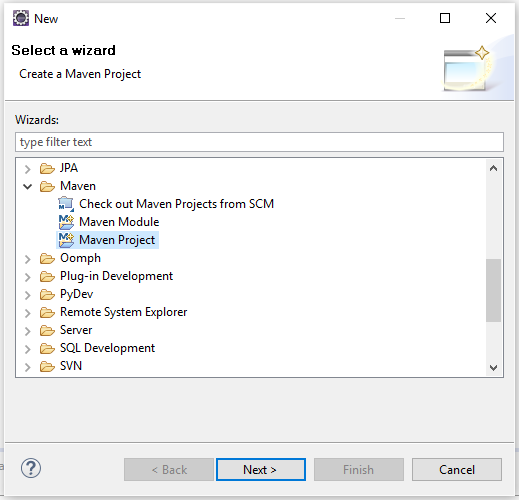 New
Select a wizard
Create a Maven Project
Wizards:
type filter text
JPA
Maven
Check out Maven Projects from SCM
Maven Module
Maven Project
Oomph
Plug-in Development
PyDev
Remote System Explorer
Server
SQL Development
SVN
< Back Next > Finish Cancel